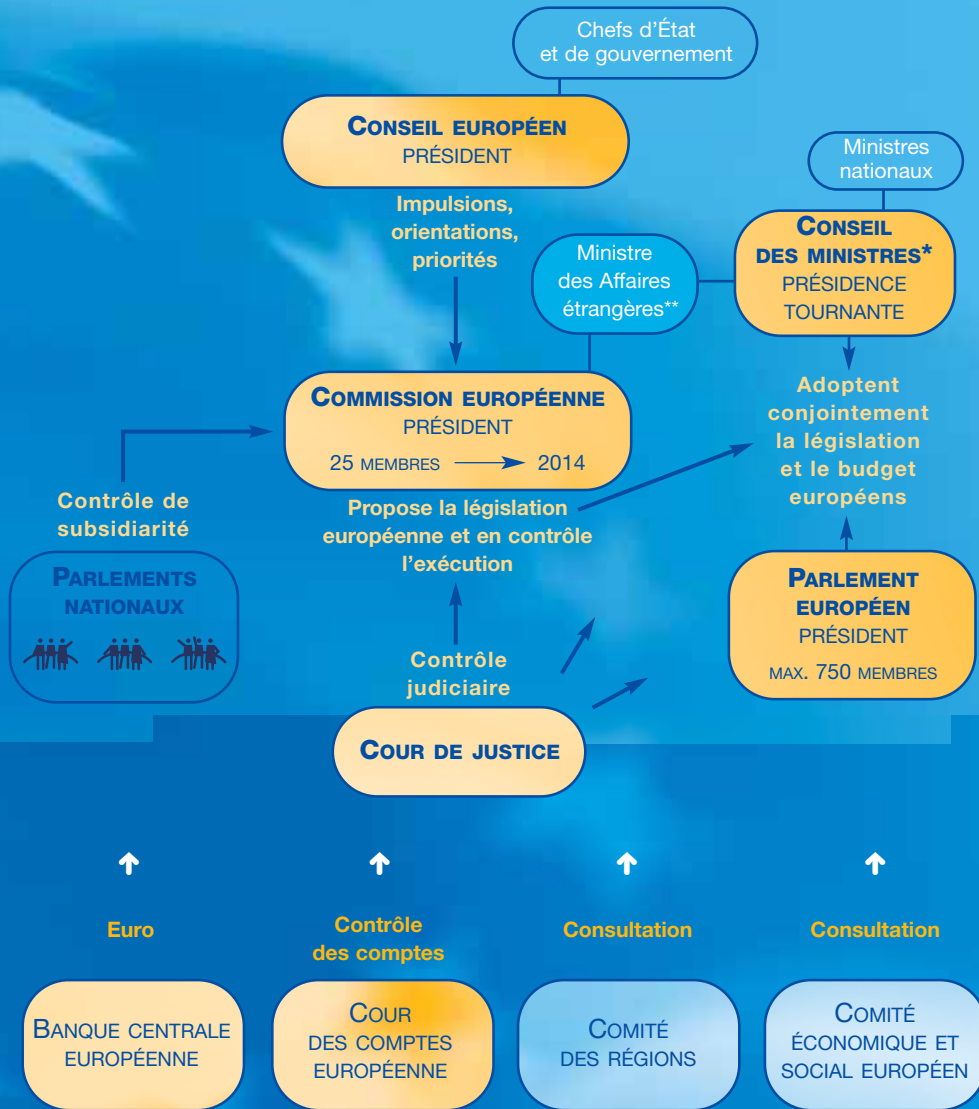 Chefs d’État
et de gouvernement
CONSEIL EUROPÉEN
PRÉSIDENT
Impulsions,
orientations,
priorités
Ministres
nationaux
CONSEIL
DES MINISTRES*
PRÉSIDENCE
TOURNANTE
Ministre
des Affaires
étrangères**
COMMISSION EUROPÉENNE
PRÉSIDENT
25 MEMBRES 2014
Propose la législation
européenne et en contrôle
l’exécution
Adoptent
conjointement
la législation
et le budget
européens
Contrôle de
subsidiarité
PARLEMENTS
NATIONAUX
PARLEMENT
EUROPÉEN
PRÉSIDENT
MAX. 750 MEMBRES
Contrôle
judiciaire
COUR DE JUSTICE
Euro
Contrôle
des comptes
Consultation
Consultation
BANQUE CENTRALE
EUROPÉENNE
COUR
DES COMPTES
EUROPÉENNE
COMITÉ
DES RÉGIONS
COMITÉ
ÉCONOMIQUE ET
SOCIAL EUROPÉEN